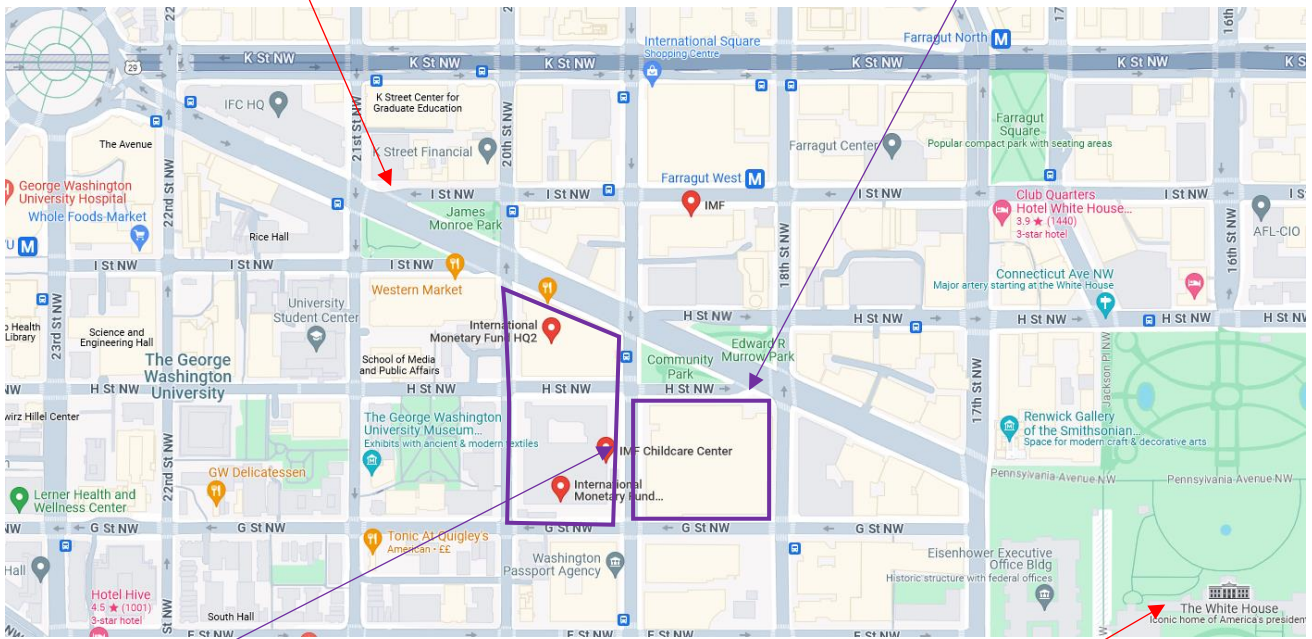 22
17
16th
Farragut North M
International Square
Shopping Centre
K St NW
K St NW
K St NW
K St NW
K St NW
K S
29
IFC HQ
K Street Center for
Graduate Education
21st St NW
20th St NW
Farragut
Square
Popular compact park with seating
areas
The Avenue
K Street Financial
Farragut Center
George Washington
University Hospital
Whole Foods Market
22nd St NW
Farragut West M
I St NW
I St NW
I St NW
I St NW
IMF
Club Quarters
Hotel White House...
3.9 ★ (1440)
3-star hotel
AFL-CIO
James
Monroe Park
Rice Hall
U M
I St NW
I St NW
I St NW
18th St NW
16th St NW
Western Market
Connecticut Ave NW
Major artery starting at the White House
23rd St NW
Health
Library
Science and
Engineering Hall
University
Student Center
International
Monetary Fund HQ2
H St NW
H St NW
H St NW
H St NW
H S
Edward R
Murrow Park
Community
Park
The George
Washington
University
School of Media
and Public Affairs
17th St NW
Jackson Pl NW
NW
H St NW
H St NW
H St NW
wirz Hillel Center
The George Washington
University Museum...
Exhibits with ancient & modern textiles
Renwick Gallery
of the Smithsonian...
Space for modern craft & decorative arts
IMF Childcare Center
GW Delicatessen
22nd St NW
International
Monetary Fund...
Pennsylvania Avenue NW
Pennsylvania Avenue NW
Lerner Health and
Wellness Center
NW
G St NW
G St NW
G St NW
G St NW
Tonic At Quigley's
American • ££
Hall
Washington
Passport Agency
Eisenhower Executive
Office Bldg
Historic structure with federal offices
Hotel Hive
4.5 ★ (1001)
3-star hotel
South Hall
St NW
W
The White House
Iconic home of America's president
F St NW
F St NW
F St NW